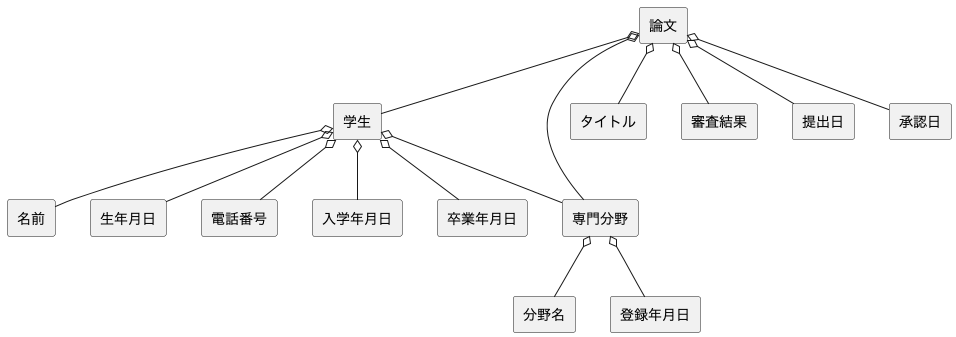 論文
学生
タイトル
審査結果
提出日
承認日
名前
生年月日
電話番号
入学年月日
卒業年月日
専門分野
分野名
登録年月日